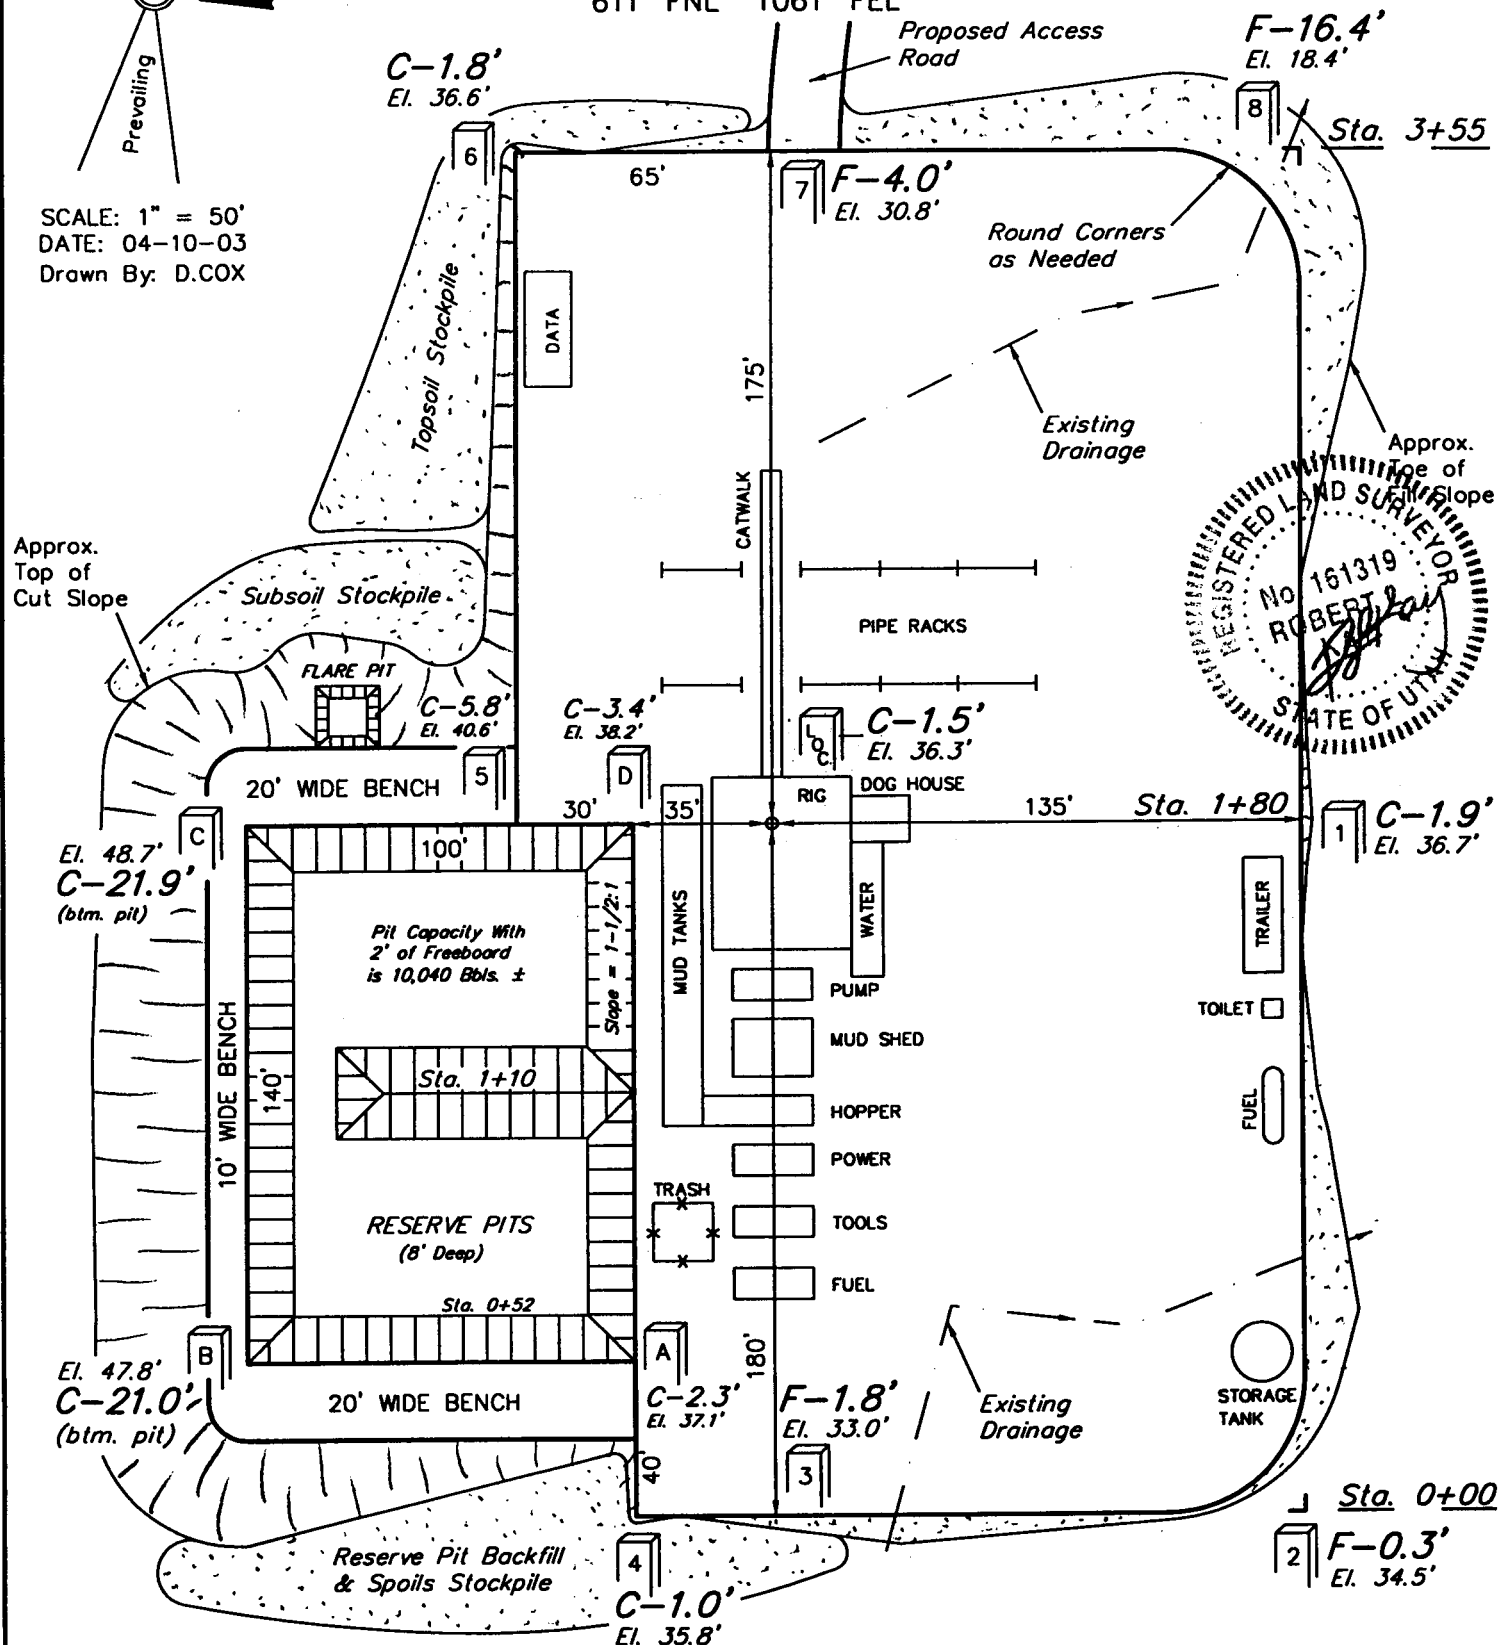 611' FNL 1061' FEL
Prevailing
SCALE: 1" = 50'
DATE: 04-10-03
Drawn By: D.COX
C-1.8'
El. 36.6'
6
Proposed Access
Road
F-16.4'
El. 18.4'
8
Sta. 3+55
65'
7
F-4.0'
El. 30.8'
Round Corners
as Needed
Topsoil Stockpile
DATA
175'
Existing
Drainage
Approx.
Toe of
Fill Slope
CATWALK
REGISTERED LAND SURVEYOR
No. 161319
ROBERT
STATE OF UTAH
Approx.
Top of
Cut Slope
Subsoil Stockpile
PIPE RACKS
FLARE PIT
C-5.8'
El. 40.6'
5
C-3.4'
El. 38.2'
D
LOC.
C-1.5'
El. 36.3'
20' WIDE BENCH
RIG
DOG HOUSE
30'
35'
135'
Sta. 1+80
1
C-1.9'
El. 36.7'
C
El. 48.7'
C-21.9'
(btm. pit)
100'
Pit Capacity With
2' of Freeboard
is 10,040 Bbls. ±
Slope = 1-1/2:1
MUD TANKS
WATER
TRAILER
PUMP
TOILET
MUD SHED
10' WIDE BENCH
140'
Sta. 1+10
HOPPER
FUEL
POWER
TRASH
RESERVE PITS
(8' Deep)
TOOLS
FUEL
Sta. 0+52
B
El. 47.8'
C-21.0'
(btm. pit)
20' WIDE BENCH
A
C-2.3'
El. 37.1'
180'
F-1.8'
El. 33.0'
3
Existing
Drainage
STORAGE
TANK
40'
Sta. 0+00
2
F-0.3'
El. 34.5'
Reserve Pit Backfill
& Spoils Stockpile
4
C-1.0'
El. 35.8'